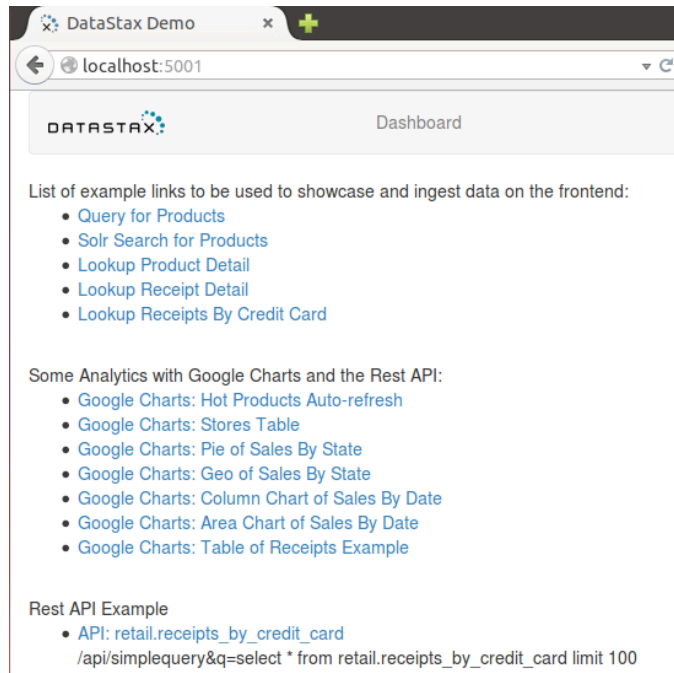 DataStax Demo
localhost:5001
DATASTAX
Dashboard
List of example links to be used to showcase and ingest data on the frontend:
Query for Products
Solr Search for Products
Lookup Product Detail
Lookup Receipt Detail
Lookup Receipts By Credit Card
Some Analytics with Google Charts and the Rest API:
Google Charts: Hot Products Auto-refresh
Google Charts: Stores Table
Google Charts: Pie of Sales By State
Google Charts: Geo of Sales By State
Google Charts: Column Chart of Sales By Date
Google Charts: Area Chart of Sales By Date
Google Charts: Table of Receipts Example
Rest API Example
API: retail.receipts_by_credit_card
/api/simplequery&q=select * from retail.receipts_by_credit_card limit 100